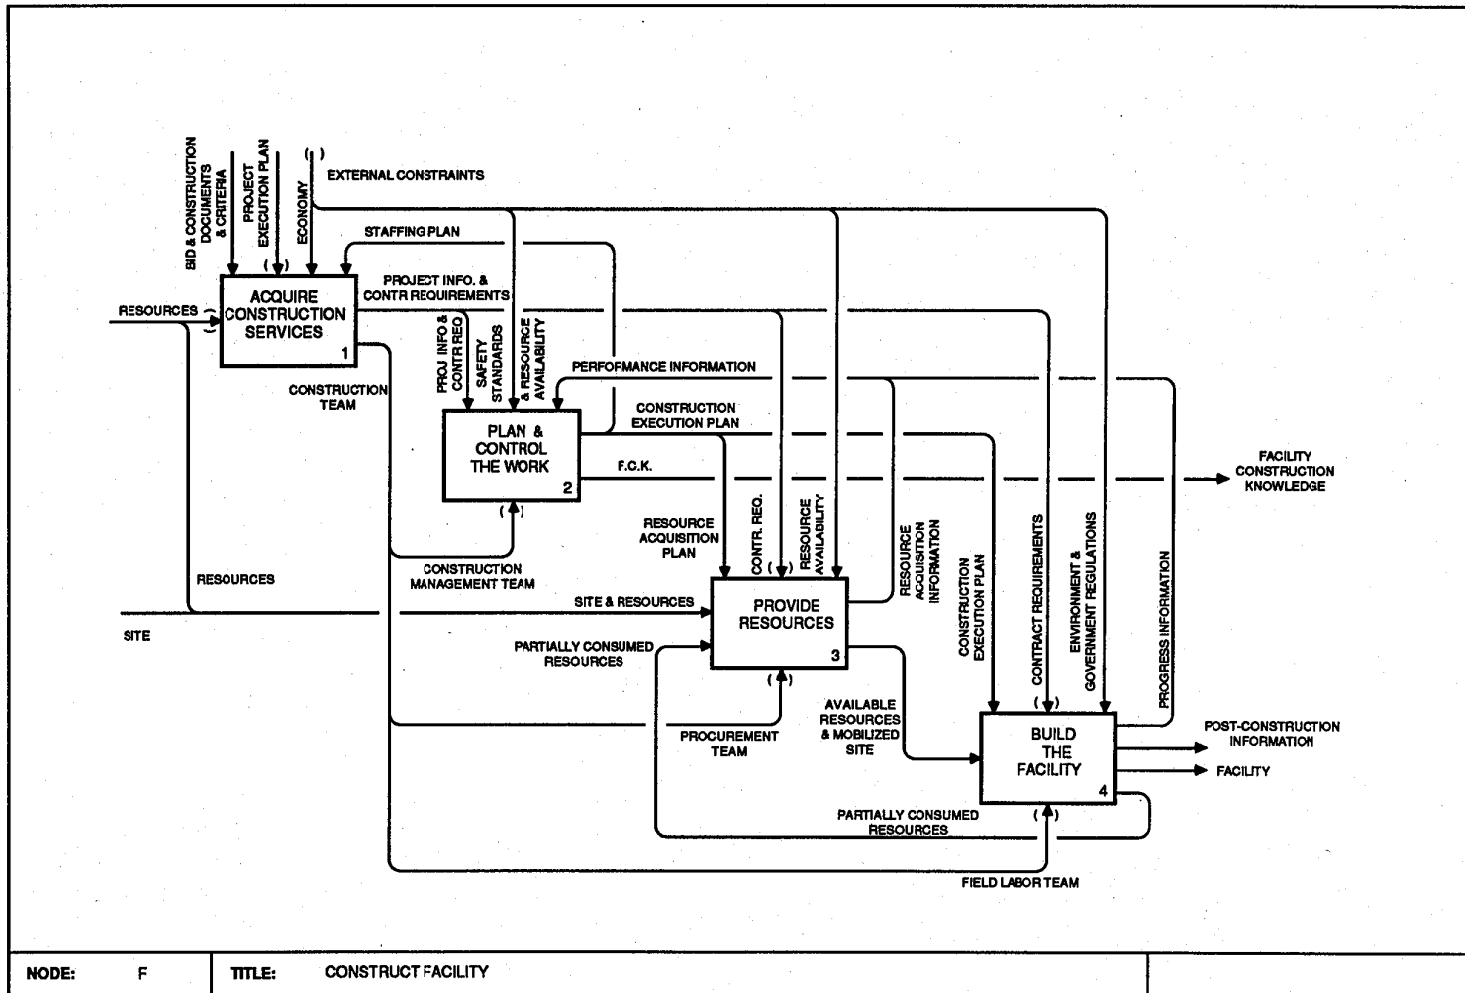 BID & CONSTRUCTION
DOCUMENTS
& CRITERIA
PROJECT
EXECUTION PLAN
ECONOMY
( )
EXTERNAL CONSTRAINTS
STAFFING PLAN
( )
PROJECT INFO. &
CONTR REQUIREMENTS
RESOURCES
( )
ACQUIRE
CONSTRUCTION
SERVICES
1
CONSTRUCTION
TEAM
PROJ INFO &
CONTR REQ
SAFETY
STANDARDS
& RESOURCE
AVAILABILITY
PERFORMANCE INFORMATION
CONSTRUCTION
EXECUTION PLAN
PLAN &
CONTROL
THE WORK
2
( )
F.C.K.
FACILITY
CONSTRUCTION
KNOWLEDGE
RESOURCE
ACQUISITION
PLAN
CONTR. REQ.
( )
RESOURCE
AVAILABILITY
RESOURCE
ACQUISITION
INFORMATION
CONSTRUCTION
EXECUTION PLAN
CONTRACT REQUIREMENTS
( )
ENVIRONMENT &
GOVERNMENT REGULATIONS
PROGRESS INFORMATION
CONSTRUCTION
MANAGEMENT TEAM
RESOURCES
SITE
SITE & RESOURCES
PARTIALLY CONSUMED
RESOURCES
PROVIDE
RESOURCES
3
( )
PROCUREMENT
TEAM
AVAILABLE
RESOURCES
& MOBILIZED
SITE
BUILD
THE
FACILITY
4
( )
POST-CONSTRUCTION
INFORMATION
FACILITY
PARTIALLY CONSUMED
RESOURCES
FIELD LABOR TEAM
NODE: F
TITLE: CONSTRUCT FACILITY